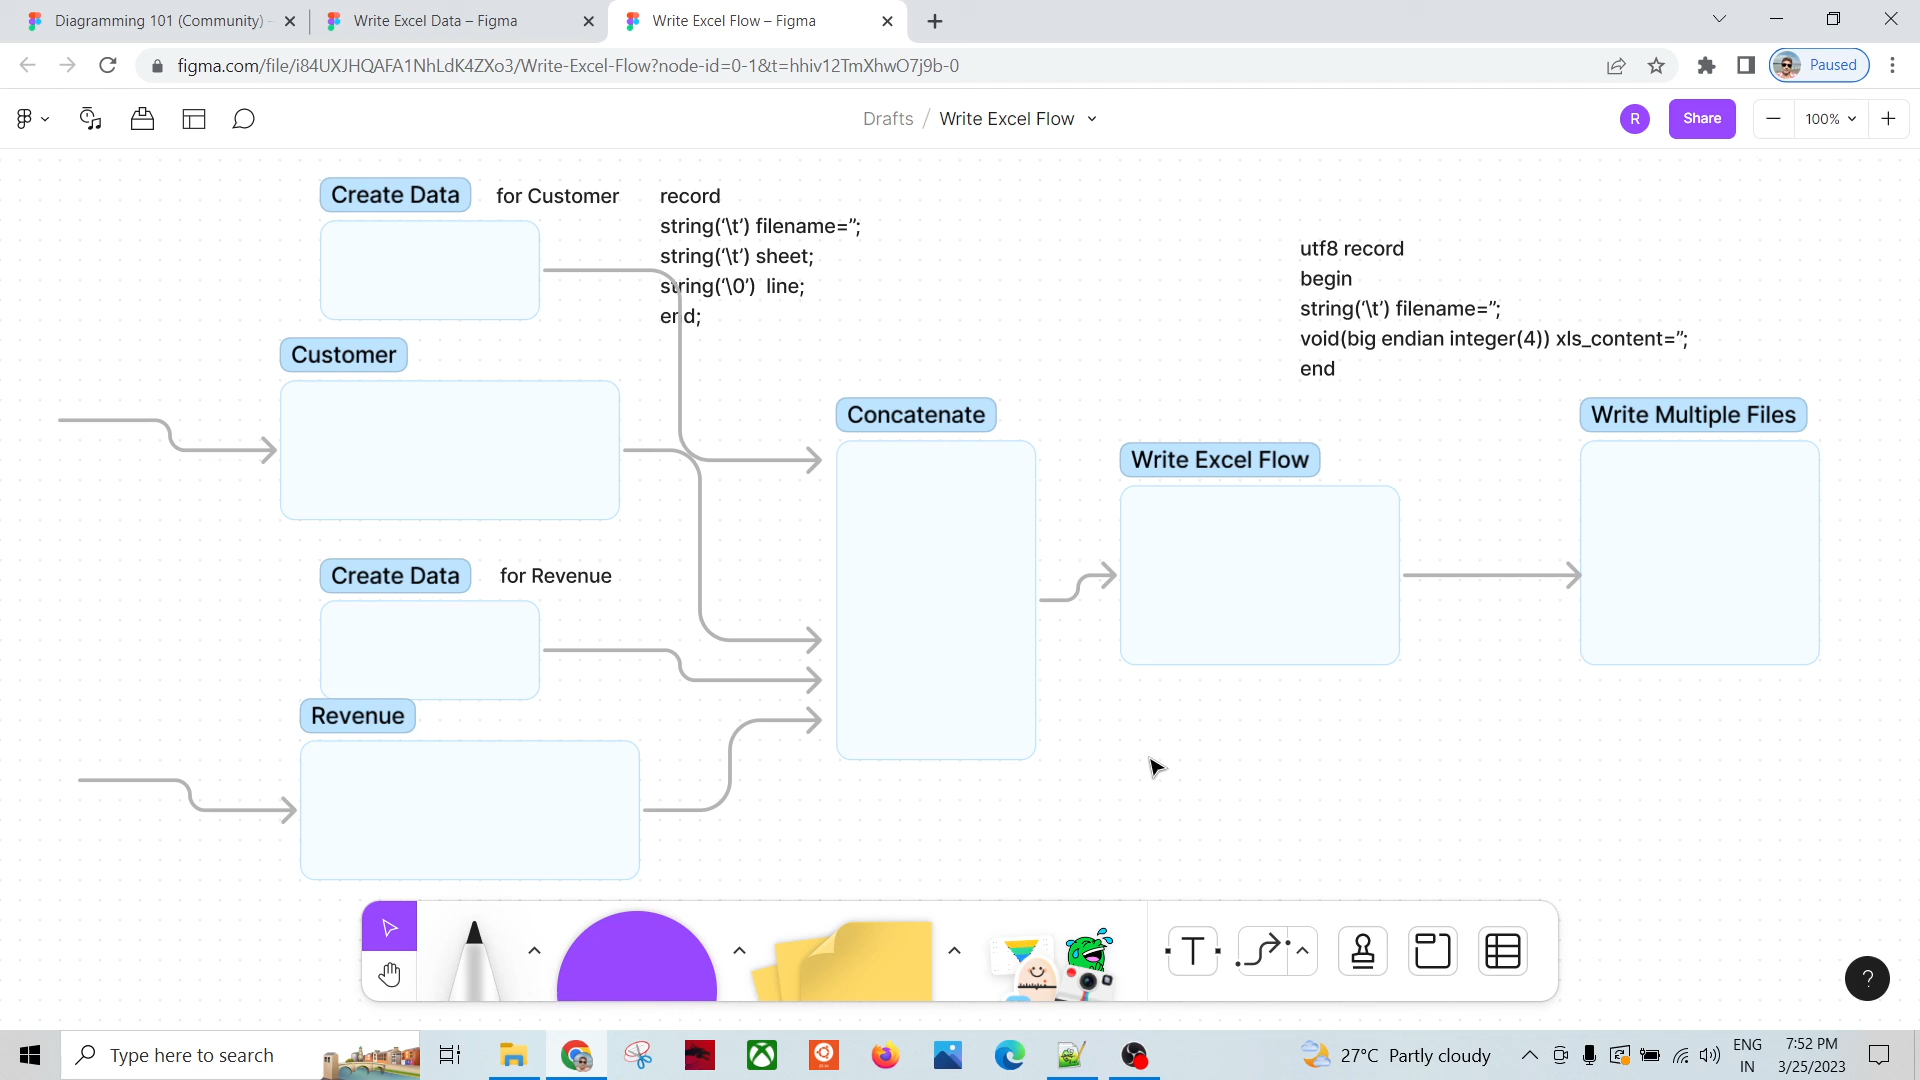 Diagramming 101 (Community)
Write Excel Data – Figma
Write Excel Flow – Figma
figma.com/file/i84UXJHQAFA1NhLdK4ZXo3/Write-Excel-Flow?node-id=0-1&t=hhiv12TmXhwO7j9b-0
Paused
Drafts / Write Excel Flow
R
Share
100%
Create Data
for Customer
record
string('\t') filename='';
string('\t') sheet;
string('\0') line;
end;
utf8 record
begin
string('\t') filename='';
void(big endian integer(4)) xls_content='';
end
Customer
Concatenate
Write Excel Flow
Write Multiple Files
Create Data
for Revenue
Revenue
T
?
Type here to search
27°C Partly cloudy
ENG
IN
7:52 PM
3/25/2023